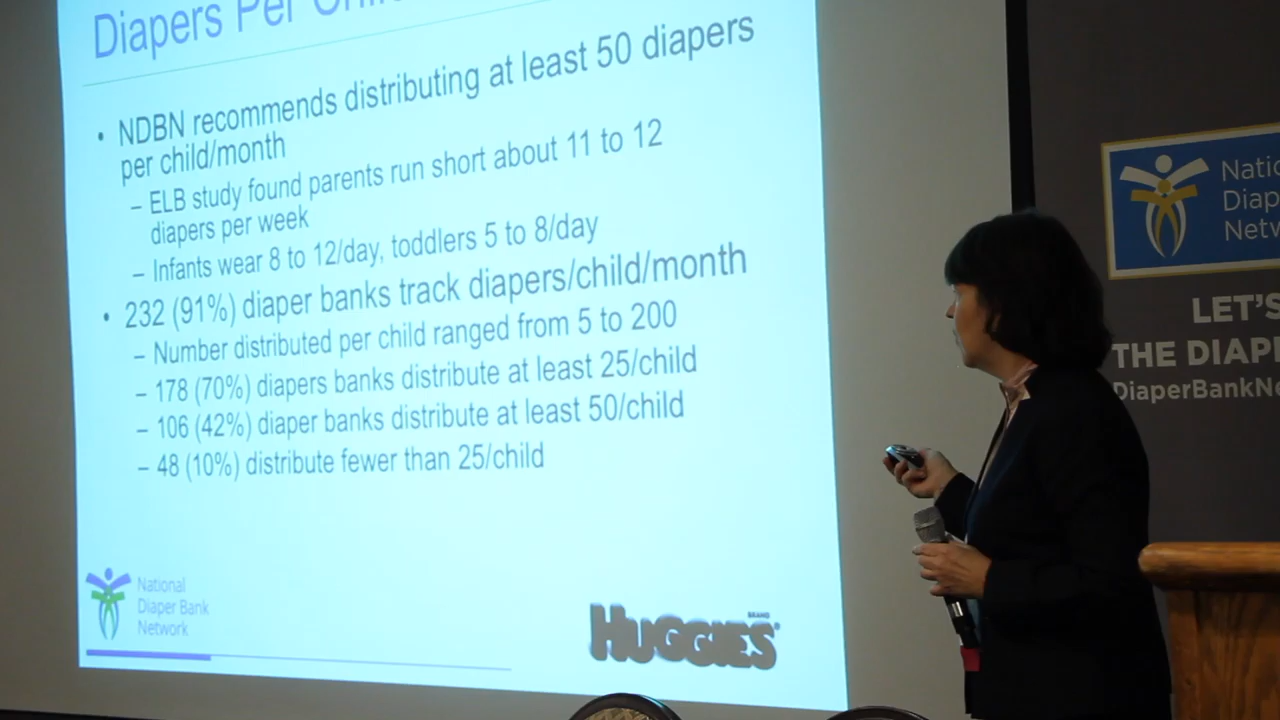 Diapers Per
• NDBN recommends distributing at least 50 diapers
per child/month
– ELB study found parents run short about 11 to 12
diapers per week
– Infants wear 8 to 12/day, toddlers 5 to 8/day
• 232 (91%) diaper banks track diapers/child/month
– Number distributed per child ranged from 5 to 200
– 178 (70%) diapers banks distribute at least 25/child
– 106 (42%) diaper banks distribute at least 50/child
– 48 (10%) distribute fewer than 25/child
National
Diaper Bank
Network
HUGGIES®
BRAND
Natio
Diap
Netw
LET'S
THE DIAP
DiaperBankNe